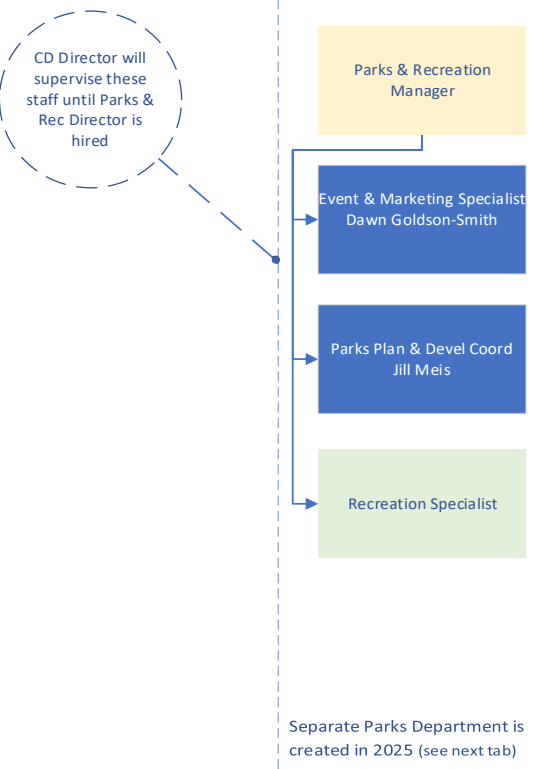 CD Director will
supervise these
staff until Parks &
Rec Director is
hired
Parks & Recreation
Manager
Event & Marketing Specialist
Dawn Goldson-Smith
Parks Plan & Devel Coord
Jill Meis
Recreation Specialist
Separate Parks Department is
created in 2025 (see next tab)